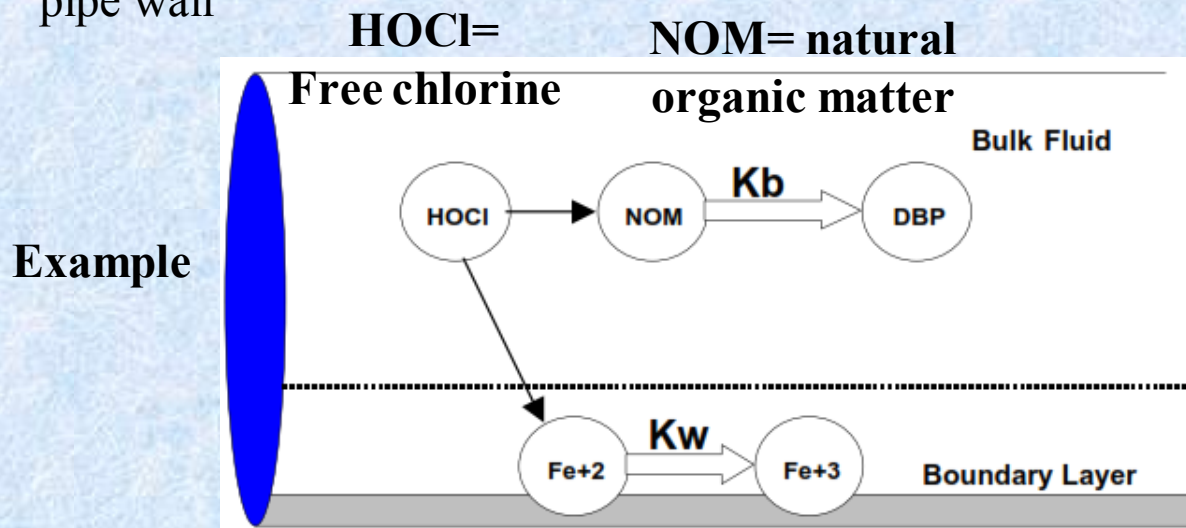 pipe wall
HOCl= NOM= natural
Free chlorine organic matter
Bulk Fluid
Kb
HOCl NOM DBP
Example
Kw
Fe+2 Fe+3 Boundary Layer